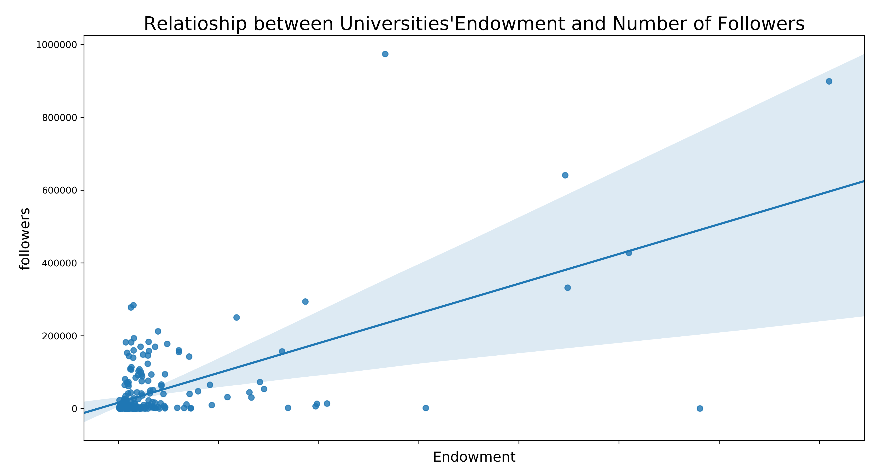 Relatioship between Universities'Endowment and Number of Followers
1000000
800000
600000
400000
200000
0
followers
Endowment